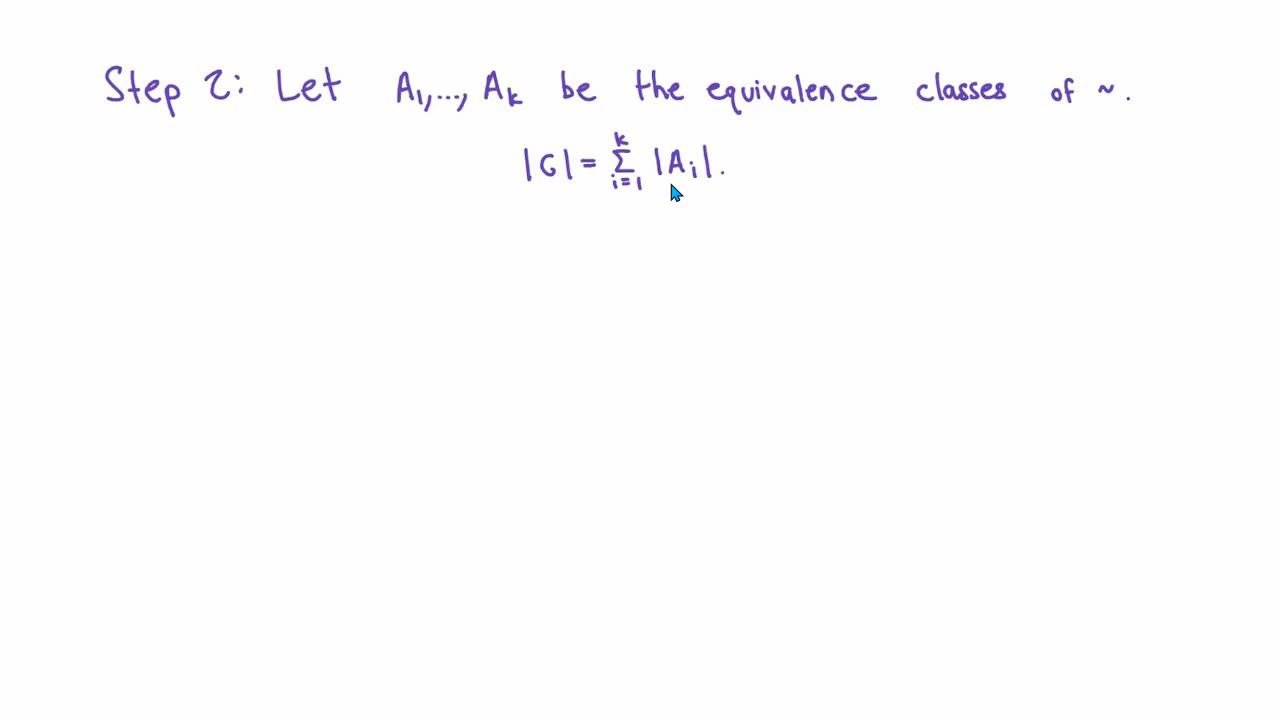 Step 2: Let A₁,..., Aₖ be the equivalence classes of ~.
|G| = ∑ᵢ₌₁ᵏ |Aᵢ|.